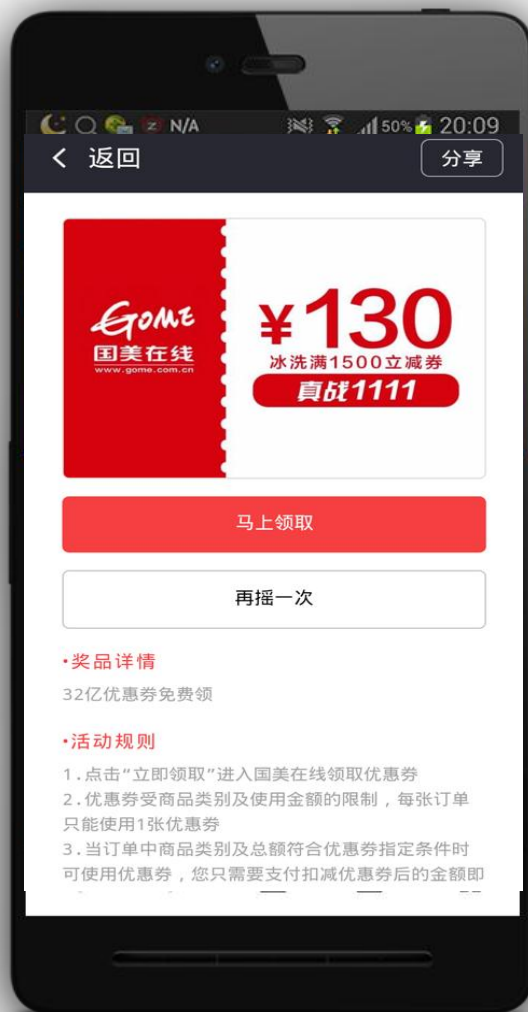 N/A
50%
20:09
返回
分享
GOME
国美在线
www.gome.com.cn
¥130
冰洗满1500立减券
真战1111
马上领取
再摇一次
•奖品详情
32亿优惠券免费领
•活动规则
1.点击“立即领取”进入国美在线领取优惠券
2.优惠券受商品类别及使用金额的限制，每张订单
只能使用1张优惠券
3.当订单中商品类别及总额符合优惠券指定条件时
可使用优惠券，您只需要支付扣减优惠券后的金额即